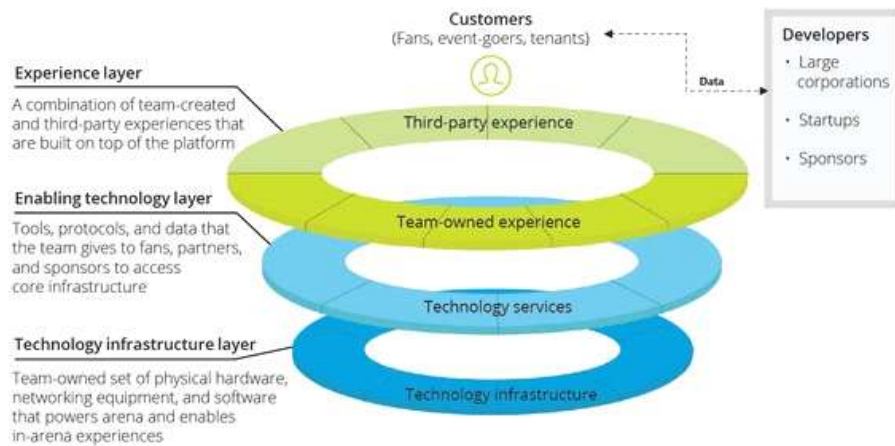 Customers
(Fans, event-goers, tenants)
Developers
· Large
corporations
· Startups
· Sponsors
Data
Experience layer
A combination of team-created
and third-party experiences that
are built on top of the platform
Third-party experience
Team-owned experience
Enabling technology layer
Tools, protocols, and data that
the team gives to fans, partners,
and sponsors to access
core infrastructure
Technology services
Technology infrastructure layer
Team-owned set of physical hardware,
networking equipment, and software
that powers arena and enables
in-arena experiences
Technology infrastructure